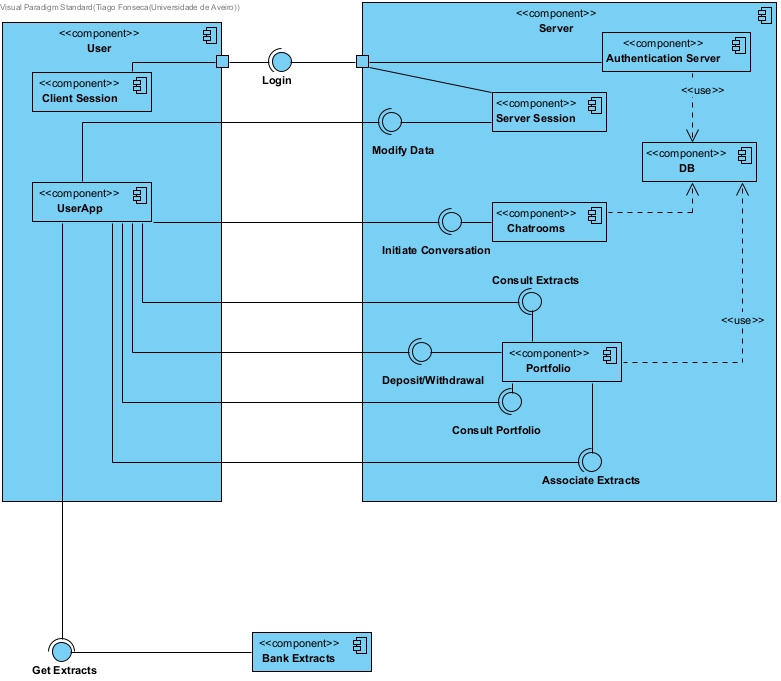 Visual Paradigm Standard(Tiago Fonseca(Universidade de Aveiro))
<<component>>
User
<<component>>
Server
<<component>>
Client Session
Login
<<component>>
Authentication Server
<<use>>
<<component>>
Server Session
Modify Data
<<component>>
DB
<<component>>
UserApp
<<component>>
Chatrooms
Initiate Conversation
Consult Extracts
<<use>>
<<component>>
Portfolio
Deposit/Withdrawal
Consult Portfolio
Associate Extracts
<<component>>
Bank Extracts
Get Extracts